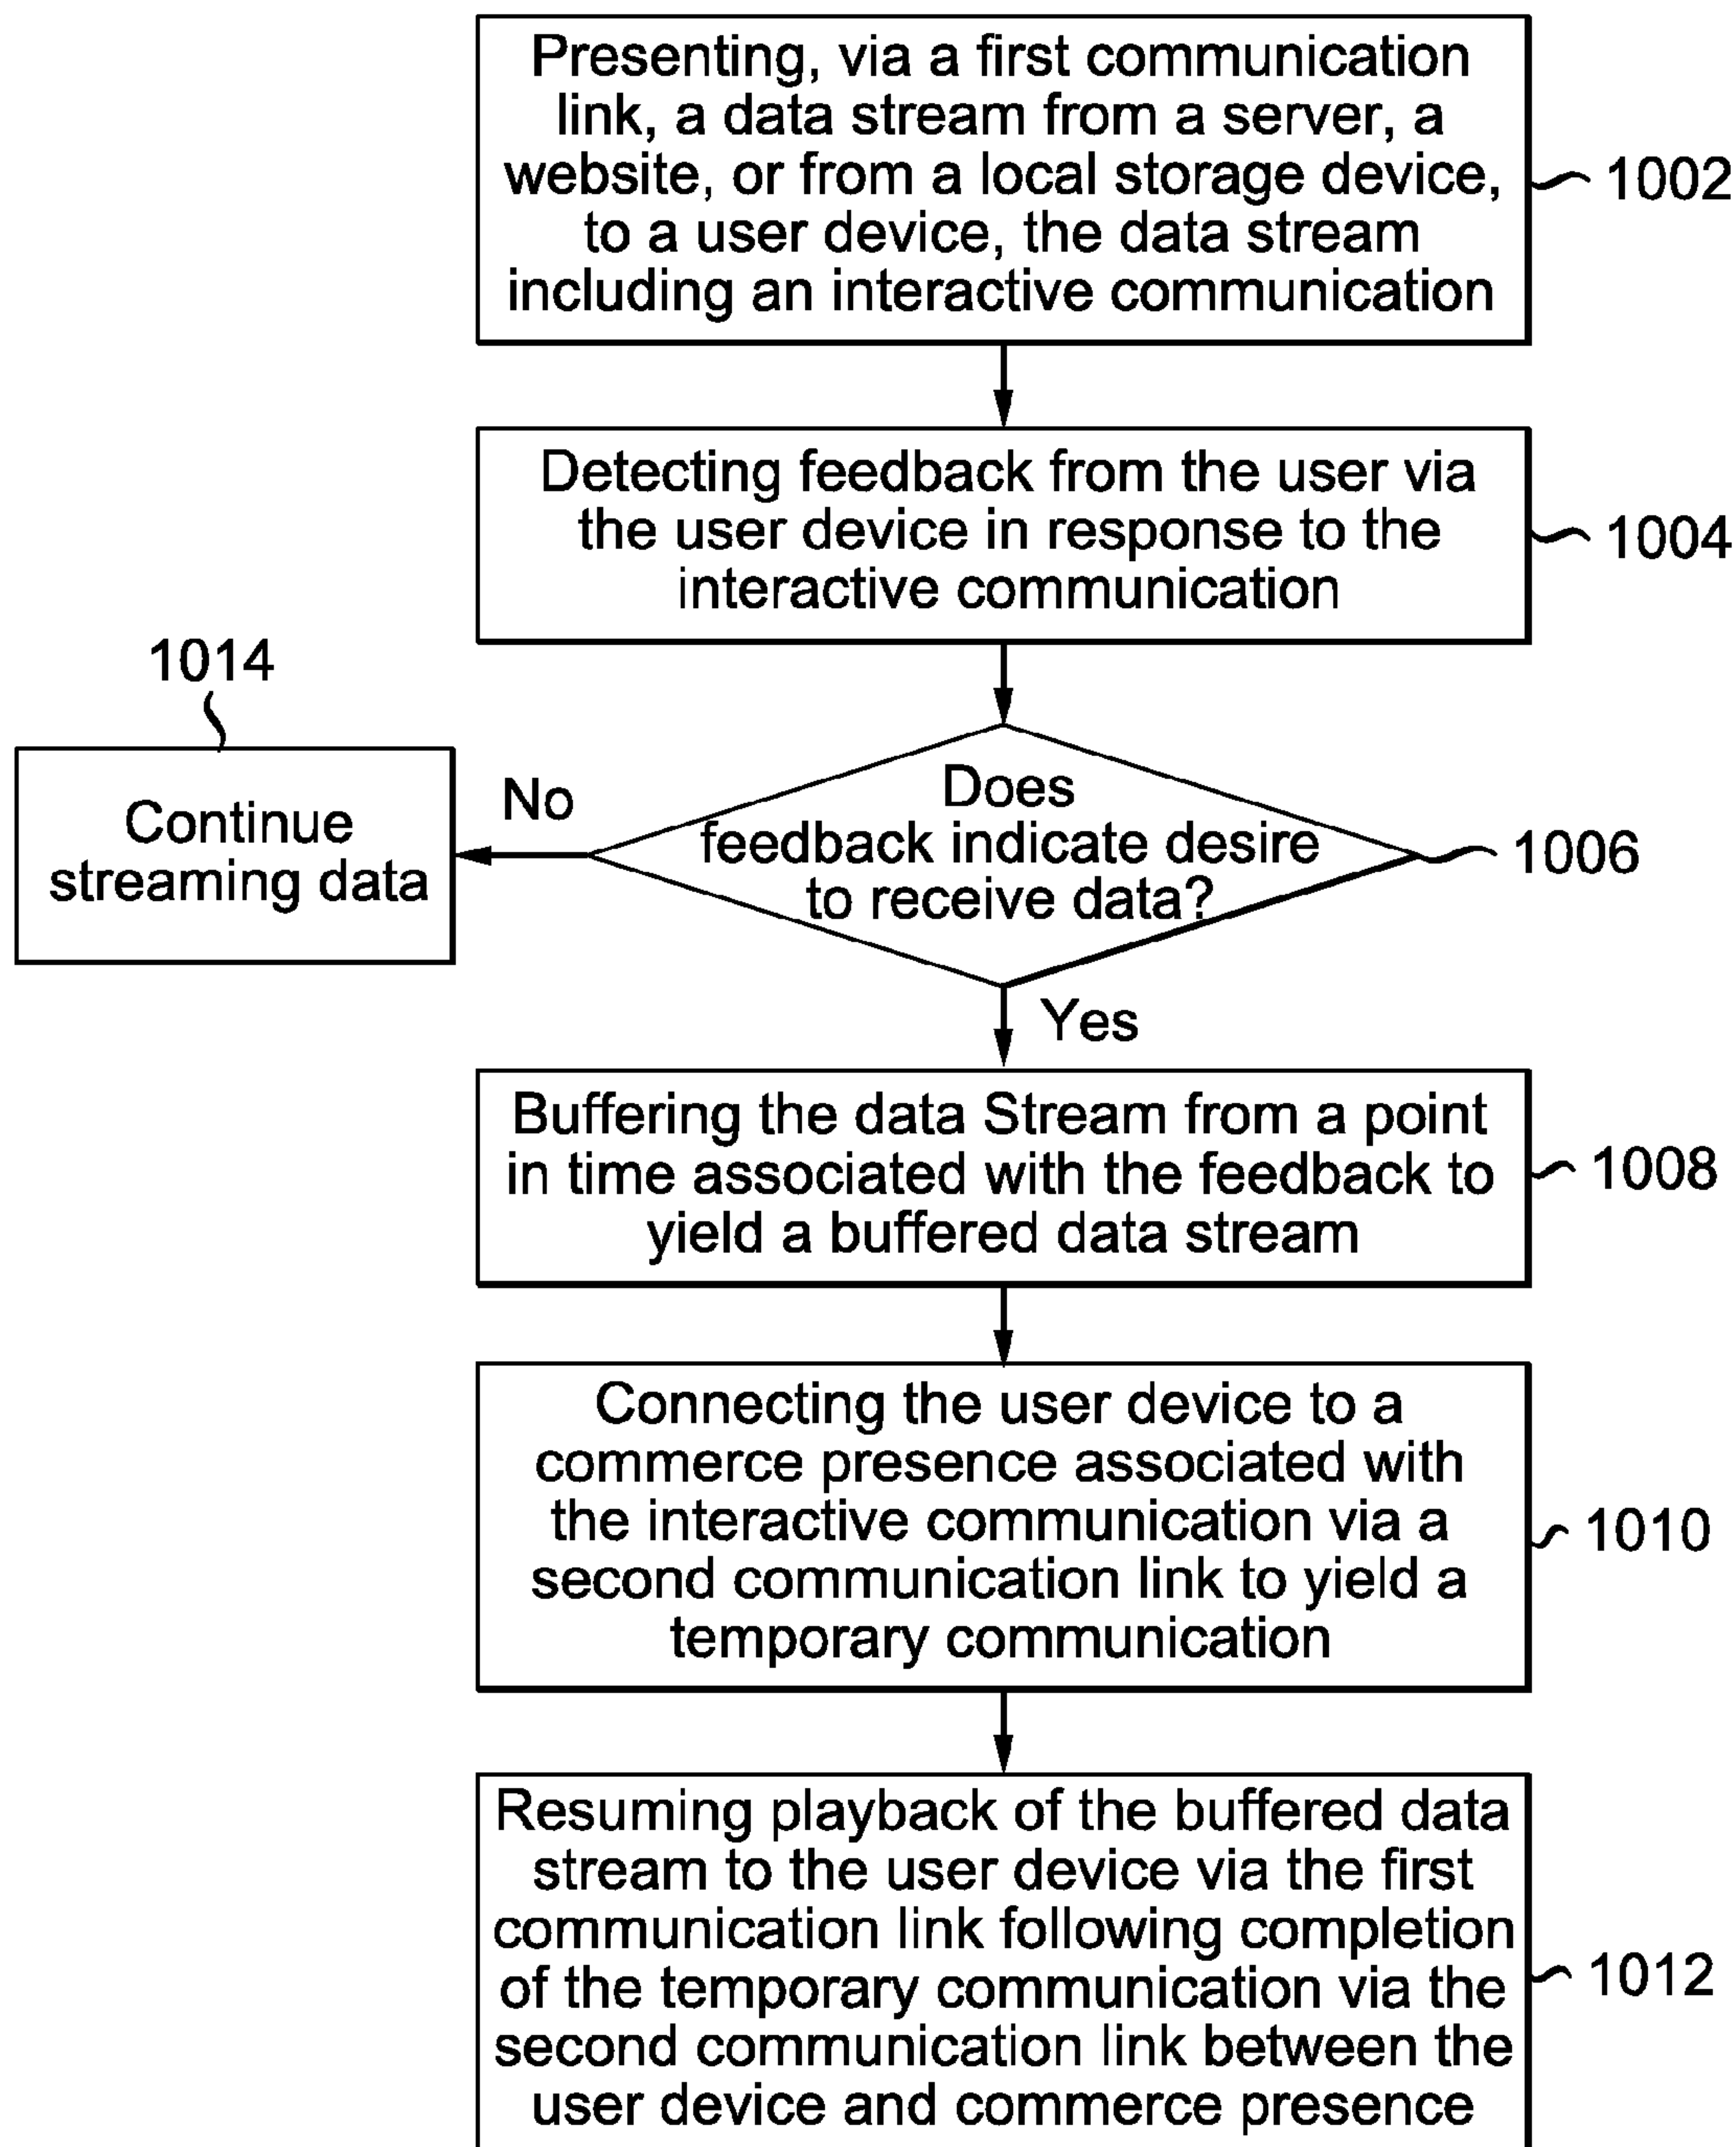 Presenting, via a first communication
link, a data stream from a server, a
website, or from a local storage device,
to a user device, the data stream
including an interactive communication
1002
Detecting feedback from the user via
the user device in response to the
interactive communication
1004
1014
Continue
streaming data
No
Does
feedback indicate desire
to receive data?
1006
Yes
Buffering the data Stream from a point
in time associated with the feedback to
yield a buffered data stream
1008
Connecting the user device to a
commerce presence associated with
the interactive communication via a
second communication link to yield a
temporary communication
1010
Resuming playback of the buffered data
stream to the user device via the first
communication link following completion
of the temporary communication via the
second communication link between the
user device and commerce presence
1012